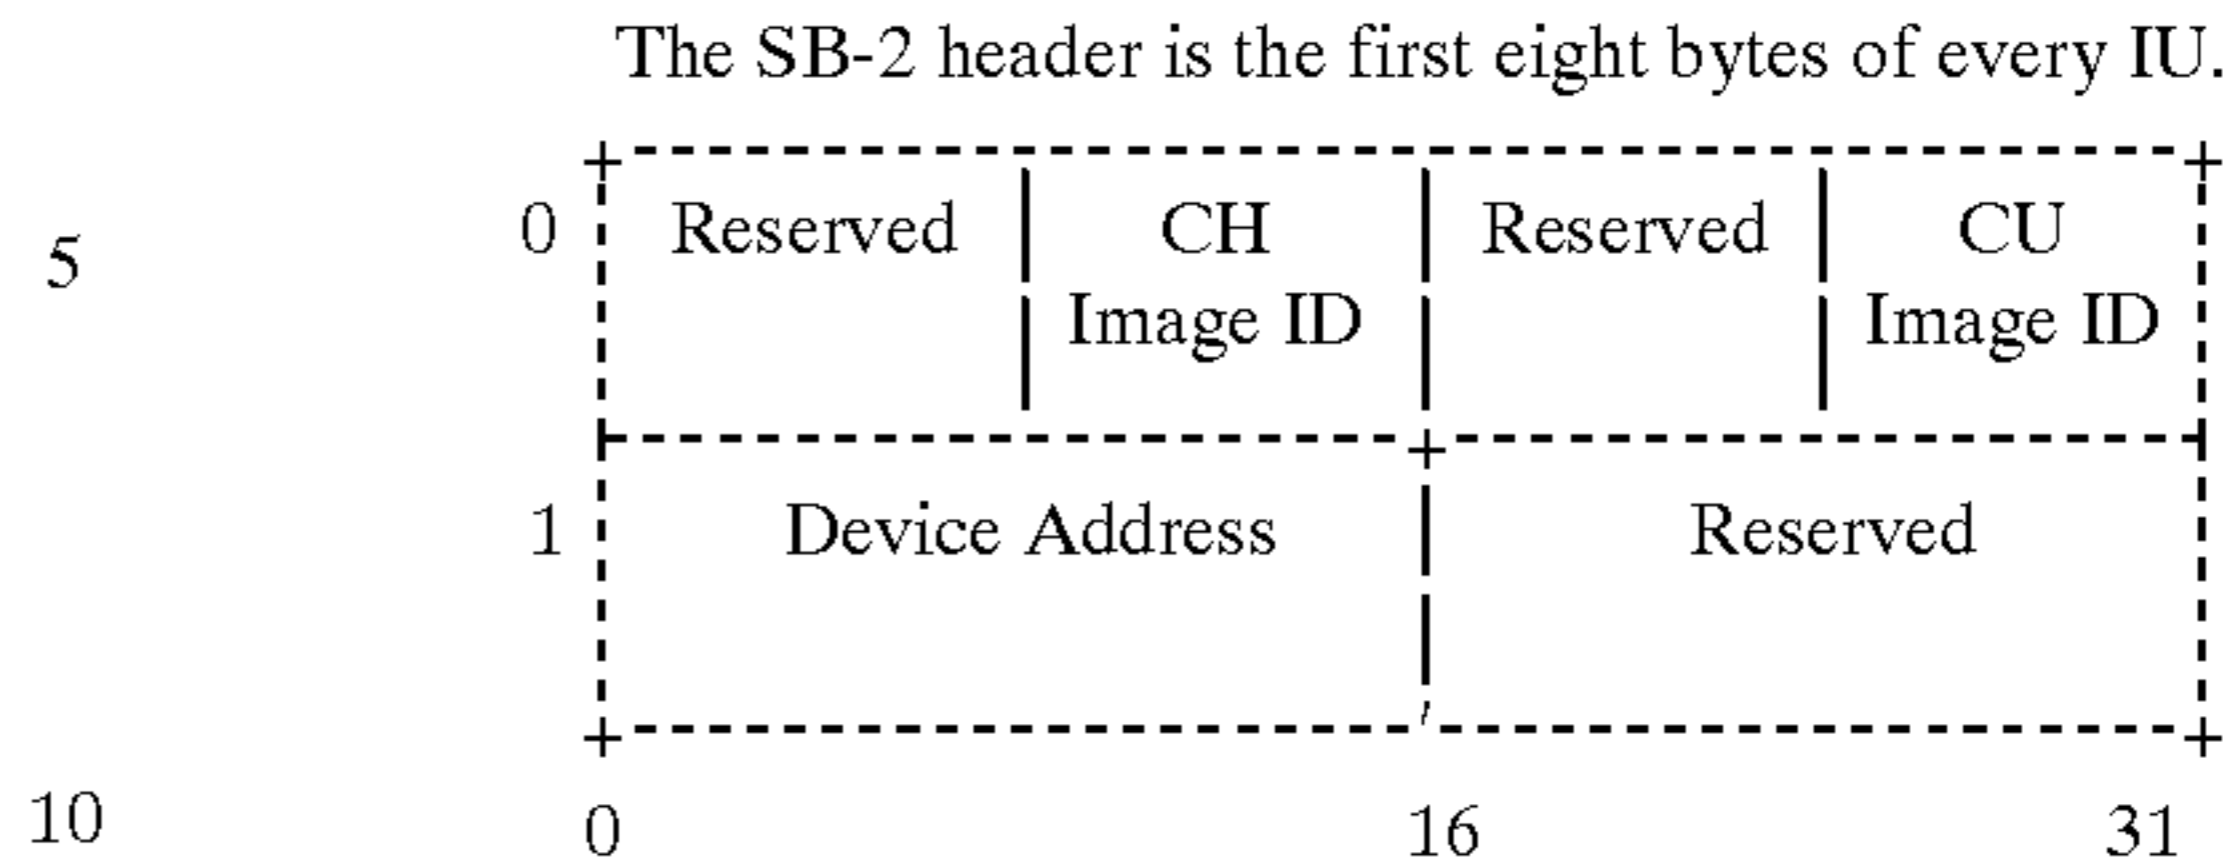 The SB-2 header is the first eight bytes of every IU.
5 0 Reserved CH Reserved CU
Image ID Image ID
1 Device Address Reserved
10 0 16 31